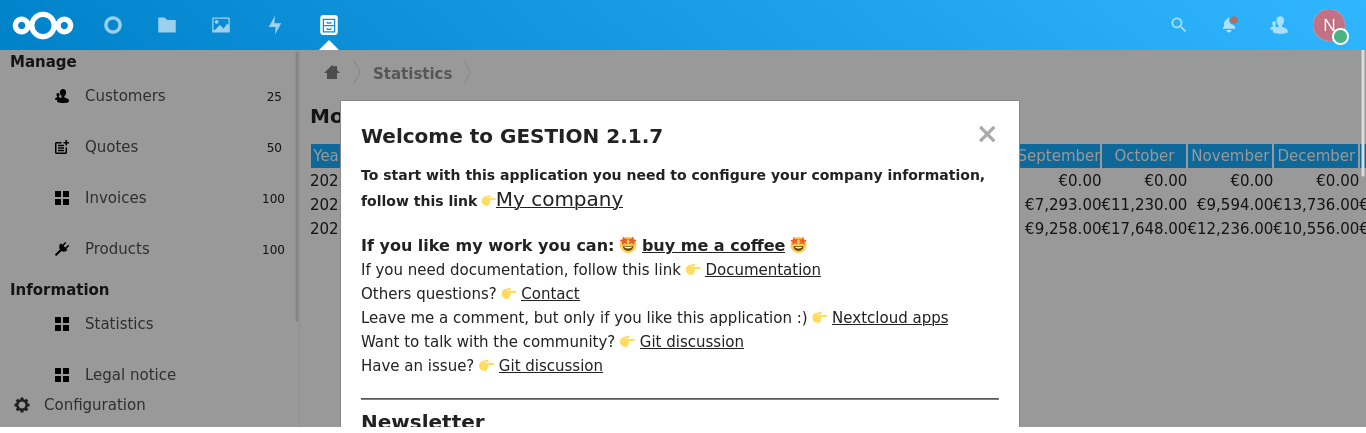 N
Manage
Customers 25
Quotes 50
Invoices 100
Products 100
Information
Statistics
Legal notice
Configuration
Statistics
Welcome to GESTION 2.1.7
To start with this application you need to configure your company information,
follow this link 👉My company
If you like my work you can: 🤩 buy me a coffee 🤩
If you need documentation, follow this link 👉 Documentation
Others questions? 👉 Contact
Leave me a comment, but only if you like this application :) 👉 Nextcloud apps
Want to talk with the community? 👉 Git discussion
Have an issue? 👉 Git discussion
Newsletter
September October November December
€0.00 €0.00 €0.00 €0.00
€7,293.00 €11,230.00 €9,594.00 €13,736.00
€9,258.00 €17,648.00 €12,236.00 €10,556.00